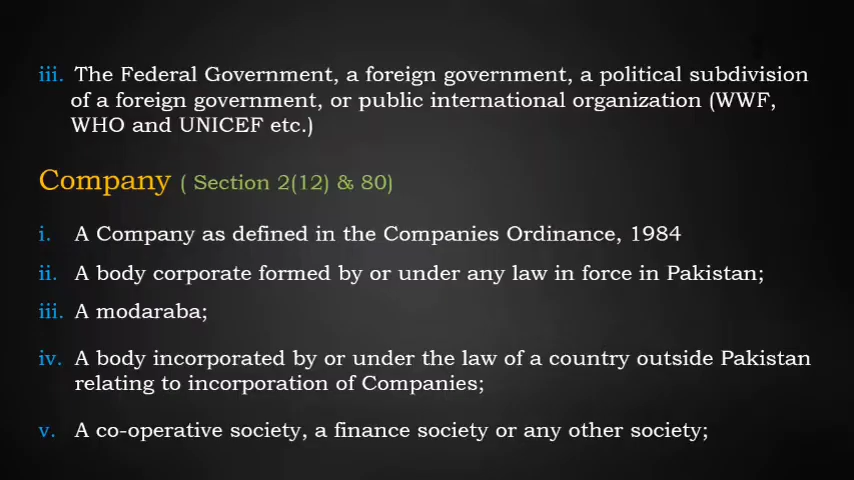 iii. The Federal Government, a foreign government, a political subdivision
of a foreign government, or public international organization (WWF,
WHO and UNICEF etc.)
Company ( Section 2(12) & 80)
i. A Company as defined in the Companies Ordinance, 1984
ii. A body corporate formed by or under any law in force in Pakistan;
iii. A modaraba;
iv. A body incorporated by or under the law of a country outside Pakistan
relating to incorporation of Companies;
v. A co-operative society, a finance society or any other society;